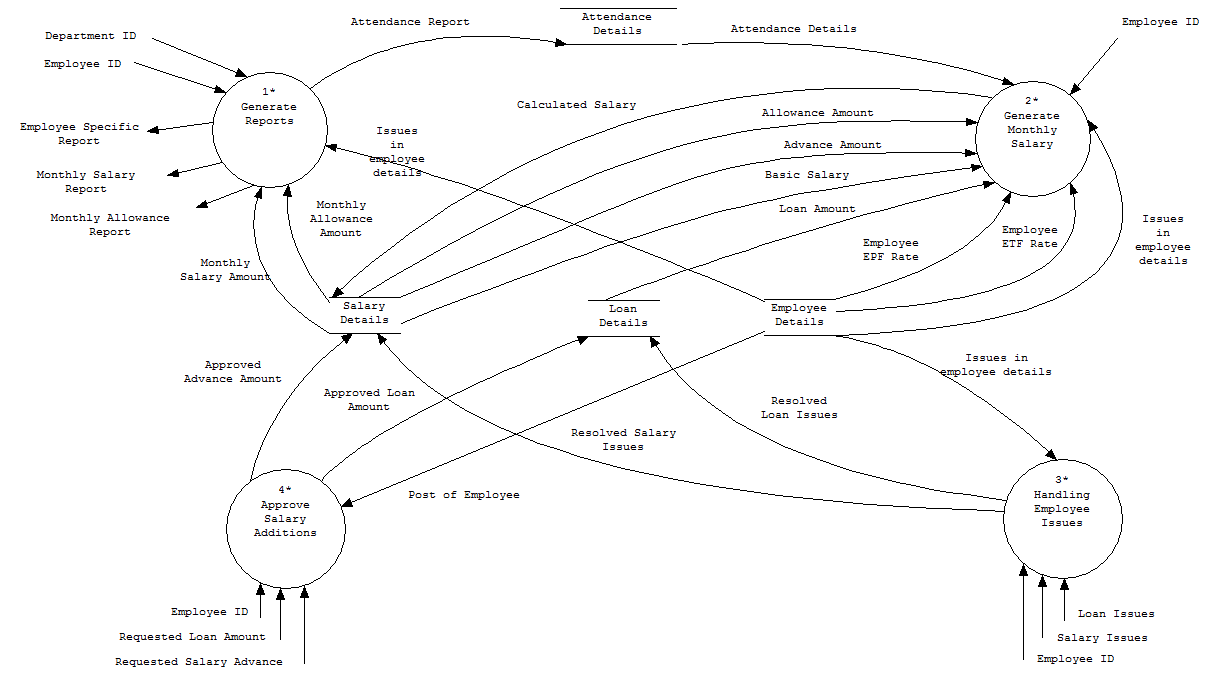 Attendance Report
Attendance
Details
Attendance Details
Employee ID
Department ID
Employee ID
1*
Generate
Reports
2*
Generate
Monthly
Salary
Calculated Salary
Allowance Amount
Employee Specific
Report
Issues
in
employee
details
Advance Amount
Monthly Salary
Report
Basic Salary
Monthly Allowance
Report
Monthly
Allowance
Amount
Loan Amount
Employee
EPF Rate
Employee
ETF Rate
Issues
in
employee
details
Monthly
Salary Amount
Salary
Details
Loan
Details
Employee
Details
Approved
Advance Amount
Approved Loan
Amount
Issues in
employee details
Resolved
Loan Issues
Resolved Salary
Issues
Post of Employee
4*
Approve
Salary
Additions
3*
Handling
Employee
Issues
Employee ID
Requested Loan Amount
Requested Salary Advance
Loan Issues
Salary Issues
Employee ID